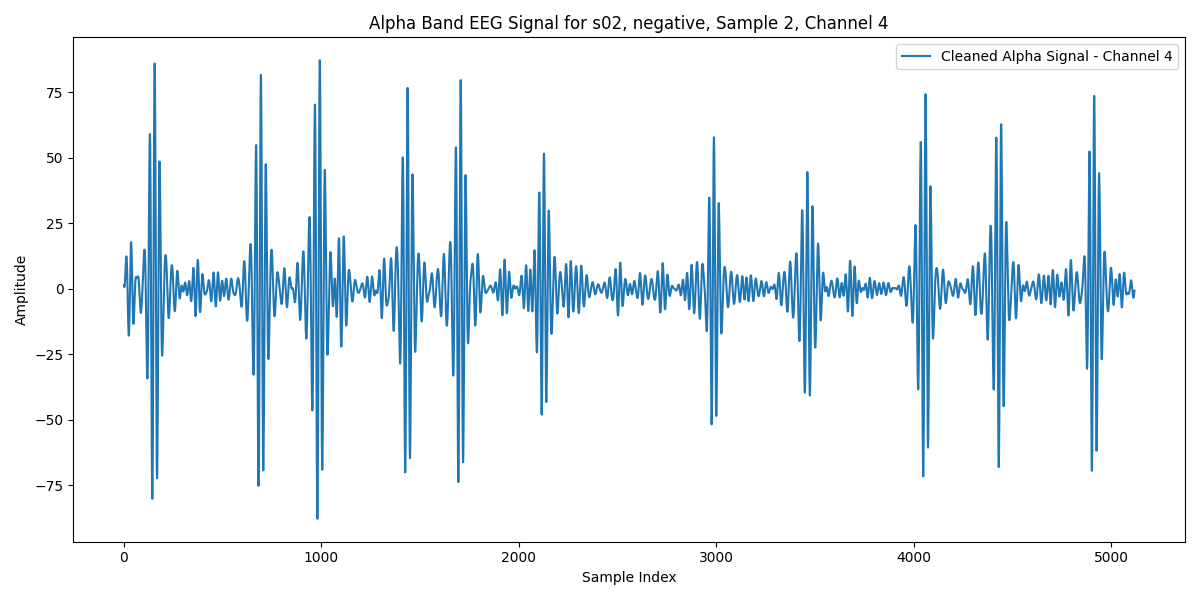 Alpha Band EEG Signal for s02, negative, Sample 2, Channel 4
Cleaned Alpha Signal - Channel 4
Amplitude
75
50
25
0
−25
−50
−75
0 1000 2000 3000 4000 5000
Sample Index